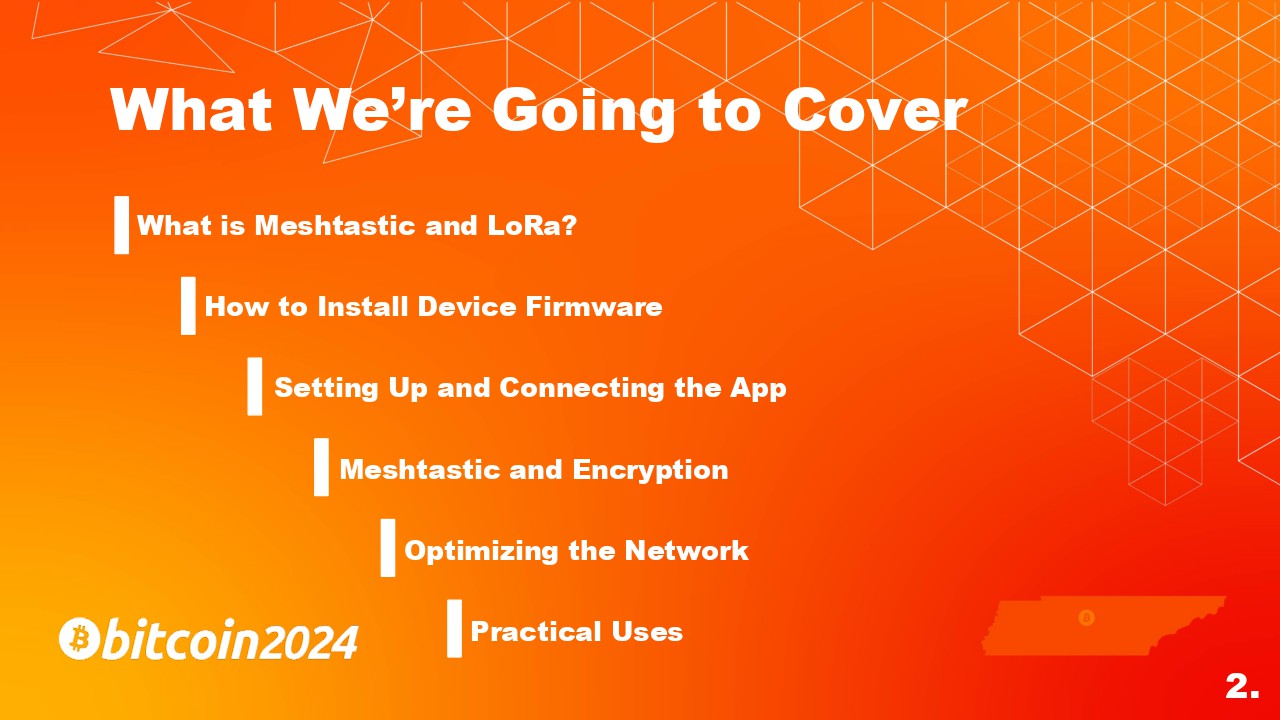 What We’re Going to Cover
What is Meshtastic and LoRa?
How to Install Device Firmware
Setting Up and Connecting the App
Meshtastic and Encryption
Optimizing the Network
Practical Uses
bitcoin2024
2.